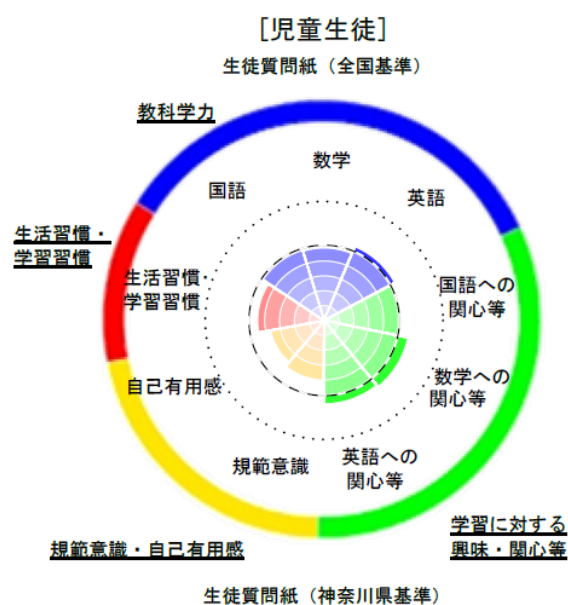 [児童生徒]
生徒質問紙（全国基準）
教科学力
数学
国語
英語
生活習慣・
学習習慣
生活習慣・
学習習慣
国語への
関心等
数学への
関心等
自己有用感
英語への
関心等
規範意識
学習に対する
興味・関心等
規範意識・自己有用感
生徒質問紙（神奈川県基準）